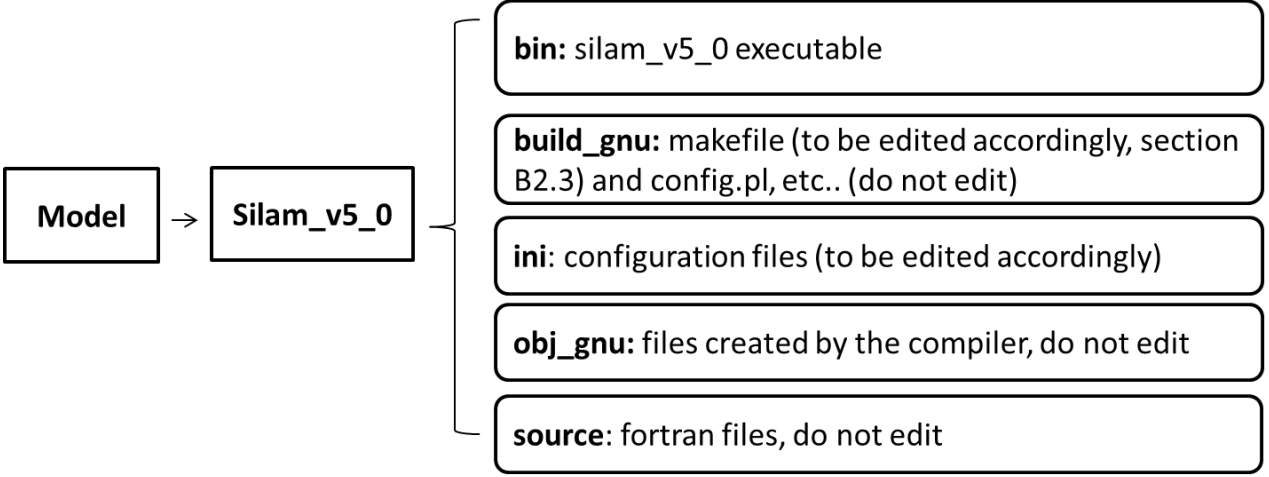 Model
Silam_v5_0
bin: silam_v5_0 executable
build_gnu: makefile (to be edited accordingly, section
B2.3) and config.pl, etc.. (do not edit)
ini: configuration files (to be edited accordingly)
obj_gnu: files created by the compiler, do not edit
source: fortran files, do not edit